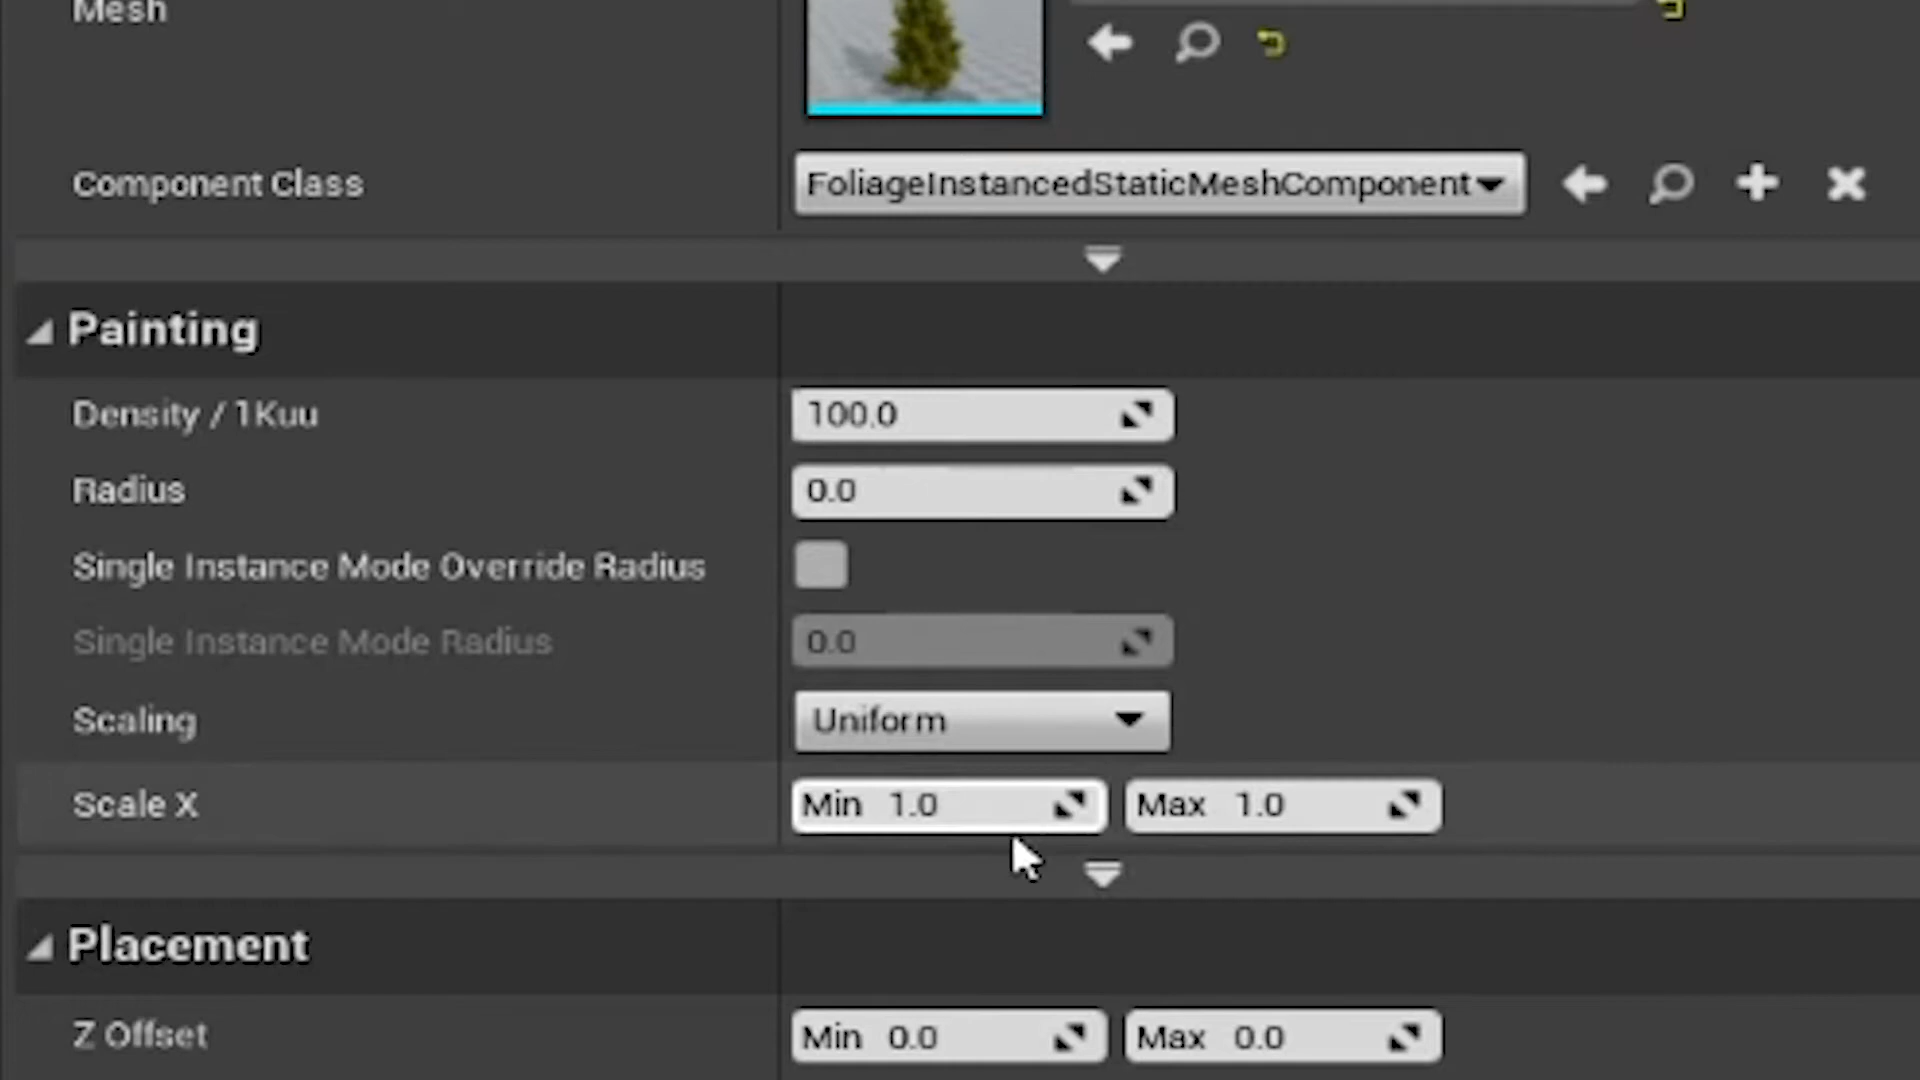 Mesh
Component Class FoliageInstancedStaticMeshComponent
Painting
Density / 1Kuu 100.0
Radius 0.0
Single Instance Mode Override Radius
Single Instance Mode Radius 0.0
Scaling Uniform
Scale X Min 1.0 Max 1.0
Placement
Z Offset Min 0.0 Max 0.0